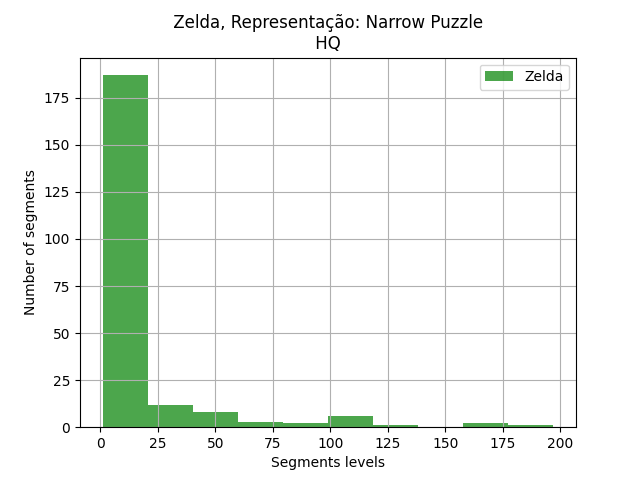 Zelda, Representação: Narrow Puzzle
HQ
Zelda
Number of segments
175
150
125
100
75
50
25
0
0 25 50 75 100 125 150 175 200
Segments levels